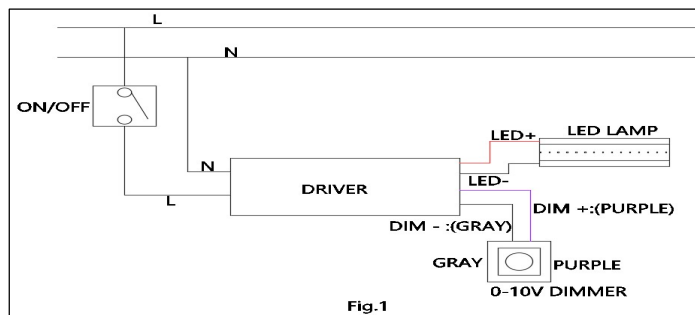 L
N
ON/OFF
LED+
LED LAMP
N
DRIVER
LED-
L
DIM +:(PURPLE)
DIM - :(GRAY)
GRAY
PURPLE
0-10V DIMMER
Fig.1